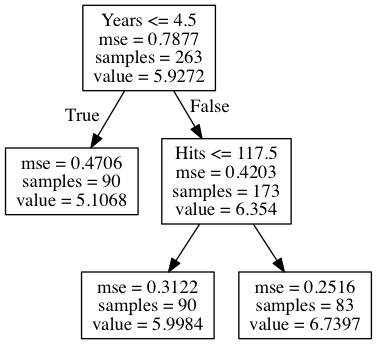 Years <= 4.5
mse = 0.7877
samples = 263
value = 5.9272
True
False
mse = 0.4706
samples = 90
value = 5.1068
Hits <= 117.5
mse = 0.4203
samples = 173
value = 6.354
mse = 0.3122
samples = 90
value = 5.9984
mse = 0.2516
samples = 83
value = 6.7397